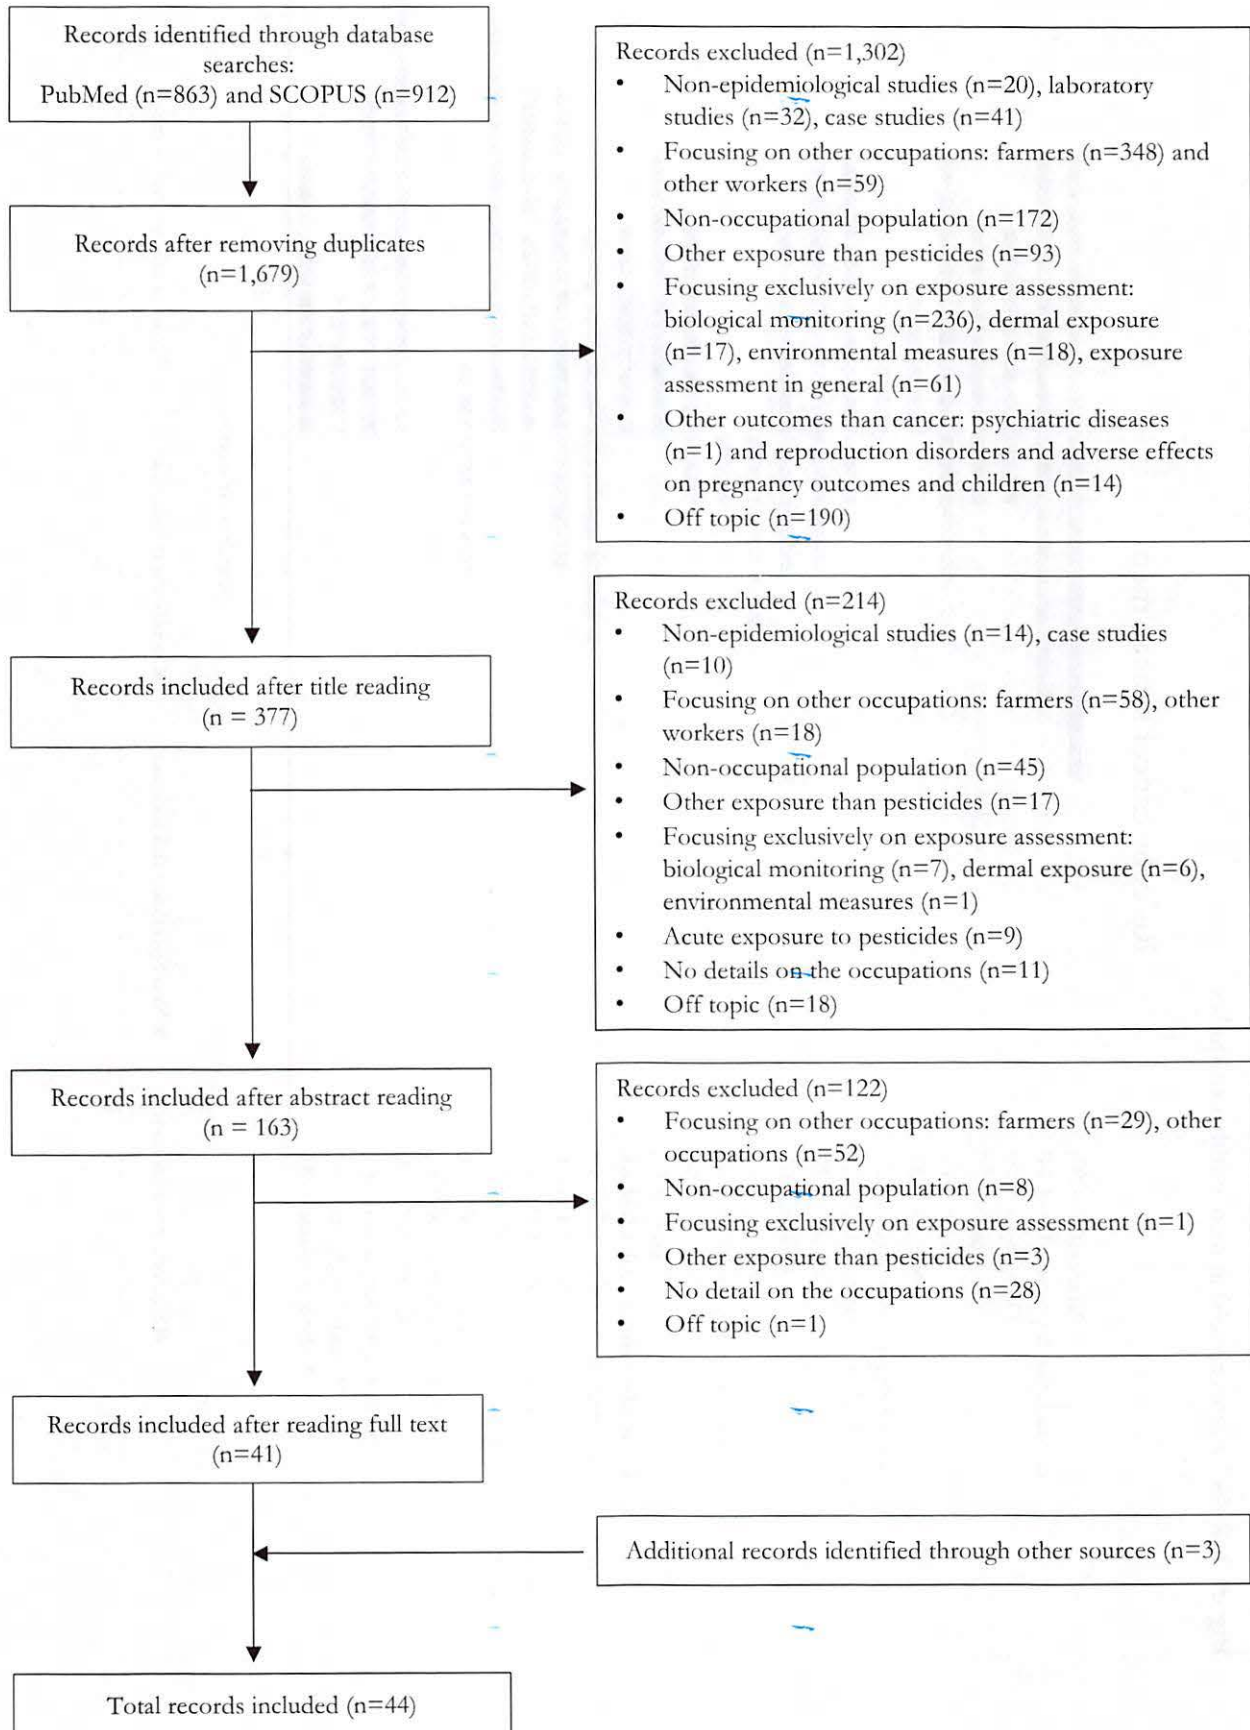 Records identified through database
searches:
PubMed (n=863) and SCOPUS (n=912)
Records after removing duplicates
(n=1,679)
Records excluded (n=1,302)
• Non-epidemiological studies (n=20), laboratory
studies (n=32), case studies (n=41)
• Focusing on other occupations: farmers (n=348) and
other workers (n=59)
• Non-occupational population (n=172)
• Other exposure than pesticides (n=93)
• Focusing exclusively on exposure assessment:
biological monitoring (n=236), dermal exposure
(n=17), environmental measures (n=18), exposure
assessment in general (n=61)
• Other outcomes than cancer: psychiatric diseases
(n=1) and reproduction disorders and adverse effects
on pregnancy outcomes and children (n=14)
• Off topic (n=190)
Records included after title reading
(n = 377)
Records excluded (n=214)
• Non-epidemiological studies (n=14), case studies
(n=10)
• Focusing on other occupations: farmers (n=58), other
workers (n=18)
• Non-occupational population (n=45)
• Other exposure than pesticides (n=17)
• Focusing exclusively on exposure assessment:
biological monitoring (n=7), dermal exposure (n=6),
environmental measures (n=1)
• Acute exposure to pesticides (n=9)
• No details on the occupations (n=11)
• Off topic (n=18)
Records included after abstract reading
(n = 163)
Records excluded (n=122)
• Focusing on other occupations: farmers (n=29), other
occupations (n=52)
• Non-occupational population (n=8)
• Focusing exclusively on exposure assessment (n=1)
• Other exposure than pesticides (n=3)
• No detail on the occupations (n=28)
• Off topic (n=1)
Records included after reading full text
(n=41)
Additional records identified through other sources (n=3)
Total records included (n=44)